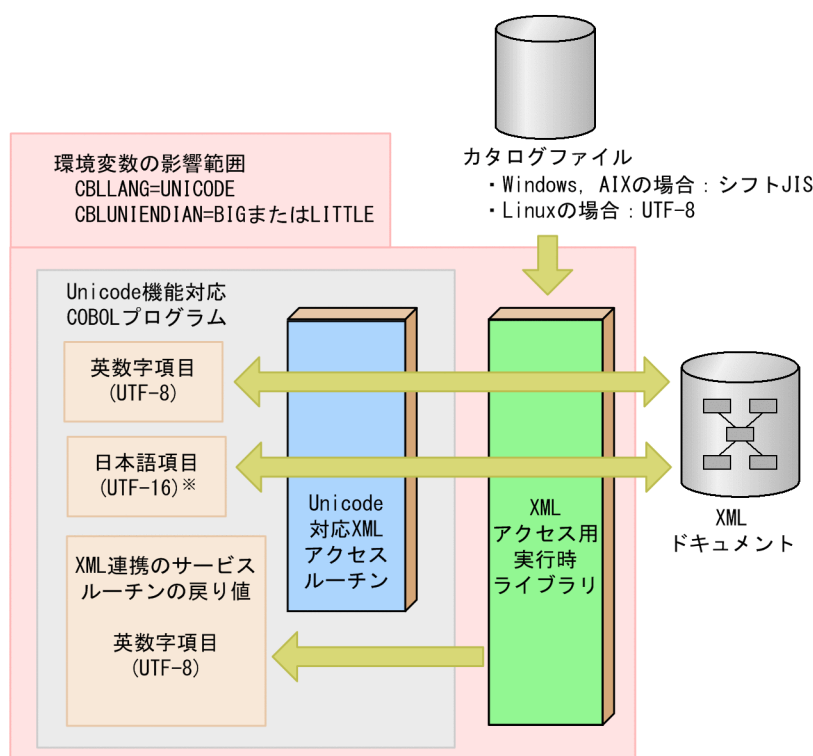 環境変数の影響範囲
CBLLANG=UNICODE
CBLUNIENDIAN=BIGまたはLITTLE
カタログファイル
・Windows, AIXの場合：シフトJIS
・Linuxの場合：UTF-8
Unicode機能対応
COBOLプログラム
英数字項目
(UTF-8)
日本語項目
(UTF-16)※
XML連携のサービス
ルーチンの戻り値
英数字項目
(UTF-8)
Unicode
対応XML
アクセス
ルーチン
XML
アクセス用
実行時
ライブラリ
XML
ドキュメント